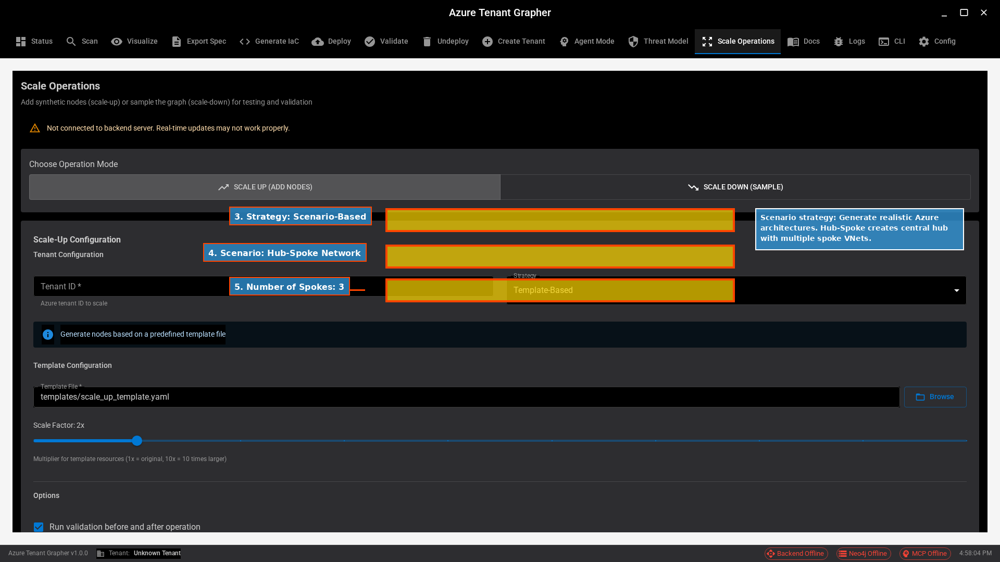 Azure Tenant Grapher
Status Scan Visualize Export Spec Generate IaC Deploy Validate Undeploy Create Tenant Agent Mode Threat Model Scale Operations Docs Logs CLI Config
Scale Operations
Add synthetic nodes (scale-up) or sample the graph (scale-down) for testing and validation
Not connected to backend server. Real-time updates may not work properly.
Choose Operation Mode
SCALE UP (ADD NODES) SCALE DOWN (SAMPLE)
3. Strategy: Scenario-Based
Scenario strategy: Generate realistic Azure
architectures. Hub-Spoke creates central hub
with multiple spoke VNets.
Scale-Up Configuration
Tenant Configuration
4. Scenario: Hub-Spoke Network
Strategy
Tenant ID *
5. Number of Spokes: 3
Template-Based
Azure tenant ID to scale
Generate nodes based on a predefined template file
Template Configuration
Template File *
templates/scale_up_template.yaml
Browse
Scale Factor: 2x
Multiplier for template resources (1x = original, 10x = 10 times larger)
Options
Run validation before and after operation
Azure Tenant Grapher v1.0.0 Tenant: Unknown Tenant Backend Offline Neo4j Offline MCP Offline 4:58:04 PM